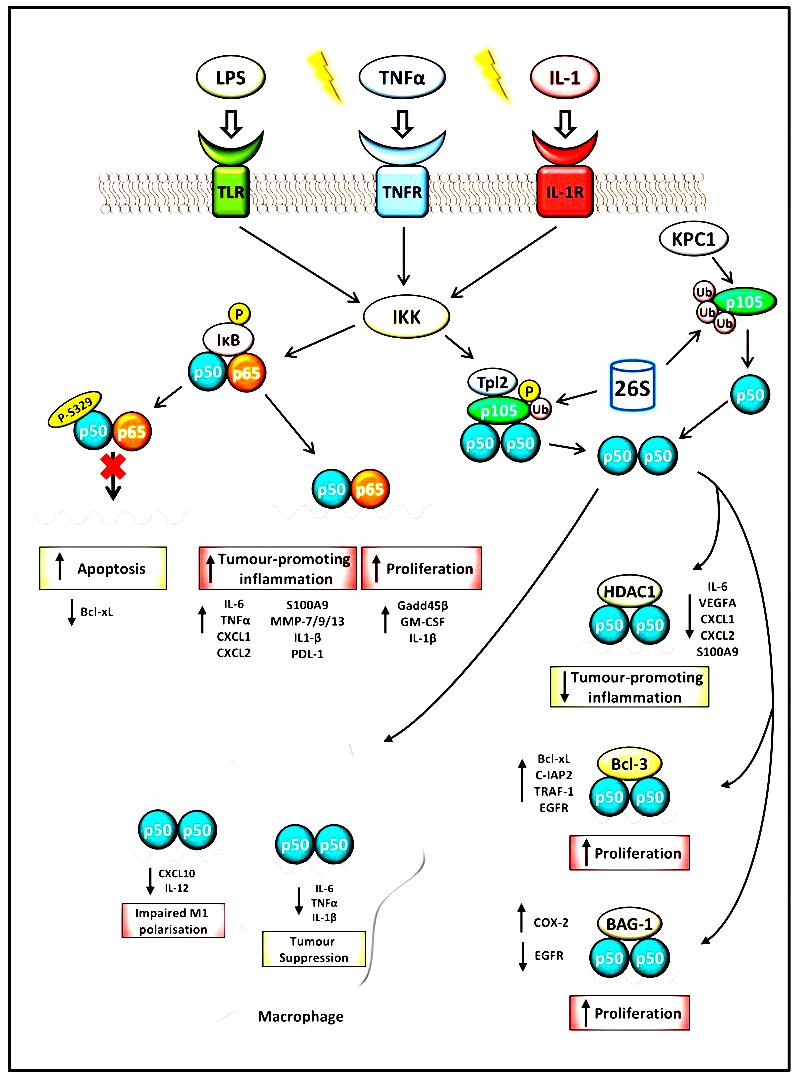 LPS
TNFα
IL-1
TLR
TNFR
IL-1R
KPC1
Ub
Ub
Ub
p105
IKK
P
IκB
p50
p65
Tpl2
P
p105
Ub
p50
p50
26S
p50
P-S329
p50
p65
p50
p50
p50
p65
Apoptosis
Bcl-xL
Tumour-promoting
inflammation
IL-6
TNFα
CXCL1
CXCL2
S100A9
MMP-7/9/13
IL1-β
PDL-1
Proliferation
Gadd45β
GM-CSF
IL-1β
HDAC1
p50
p50
IL-6
VEGFA
CXCL1
CXCL2
S100A9
Tumour-promoting
inflammation
Bcl-xL
C-IAP2
TRAF-1
EGFR
Bcl-3
p50
p50
Proliferation
p50
p50
CXCL10
IL-12
Impaired M1
polarisation
p50
p50
IL-6
TNFα
IL-1β
Tumour
Suppression
COX-2
EGFR
BAG-1
p50
p50
Proliferation
Macrophage